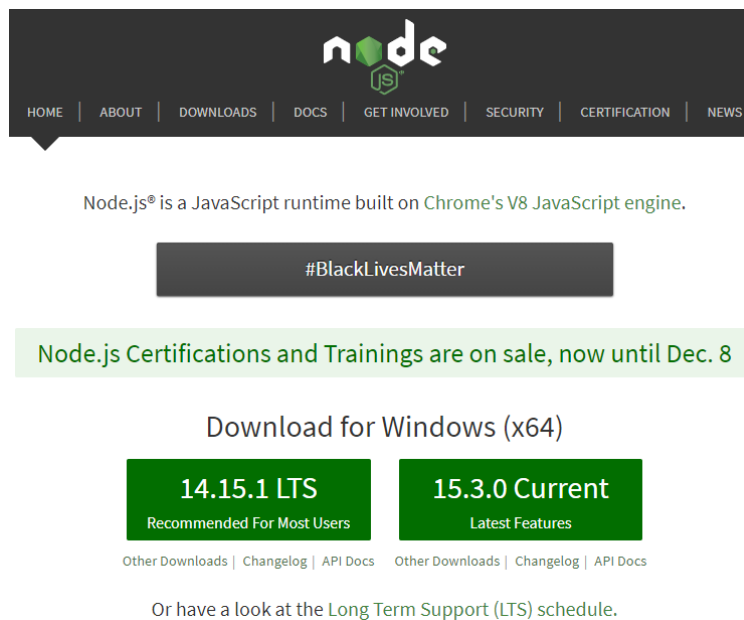 node
JS
HOME | ABOUT | DOWNLOADS | DOCS | GET INVOLVED | SECURITY | CERTIFICATION | NEWS
Node.js® is a JavaScript runtime built on Chrome's V8 JavaScript engine.
#BlackLivesMatter
Node.js Certifications and Trainings are on sale, now until Dec. 8
Download for Windows (x64)
14.15.1 LTS 15.3.0 Current
Recommended For Most Users Latest Features
Other Downloads | Changelog | API Docs Other Downloads | Changelog | API Docs
Or have a look at the Long Term Support (LTS) schedule.